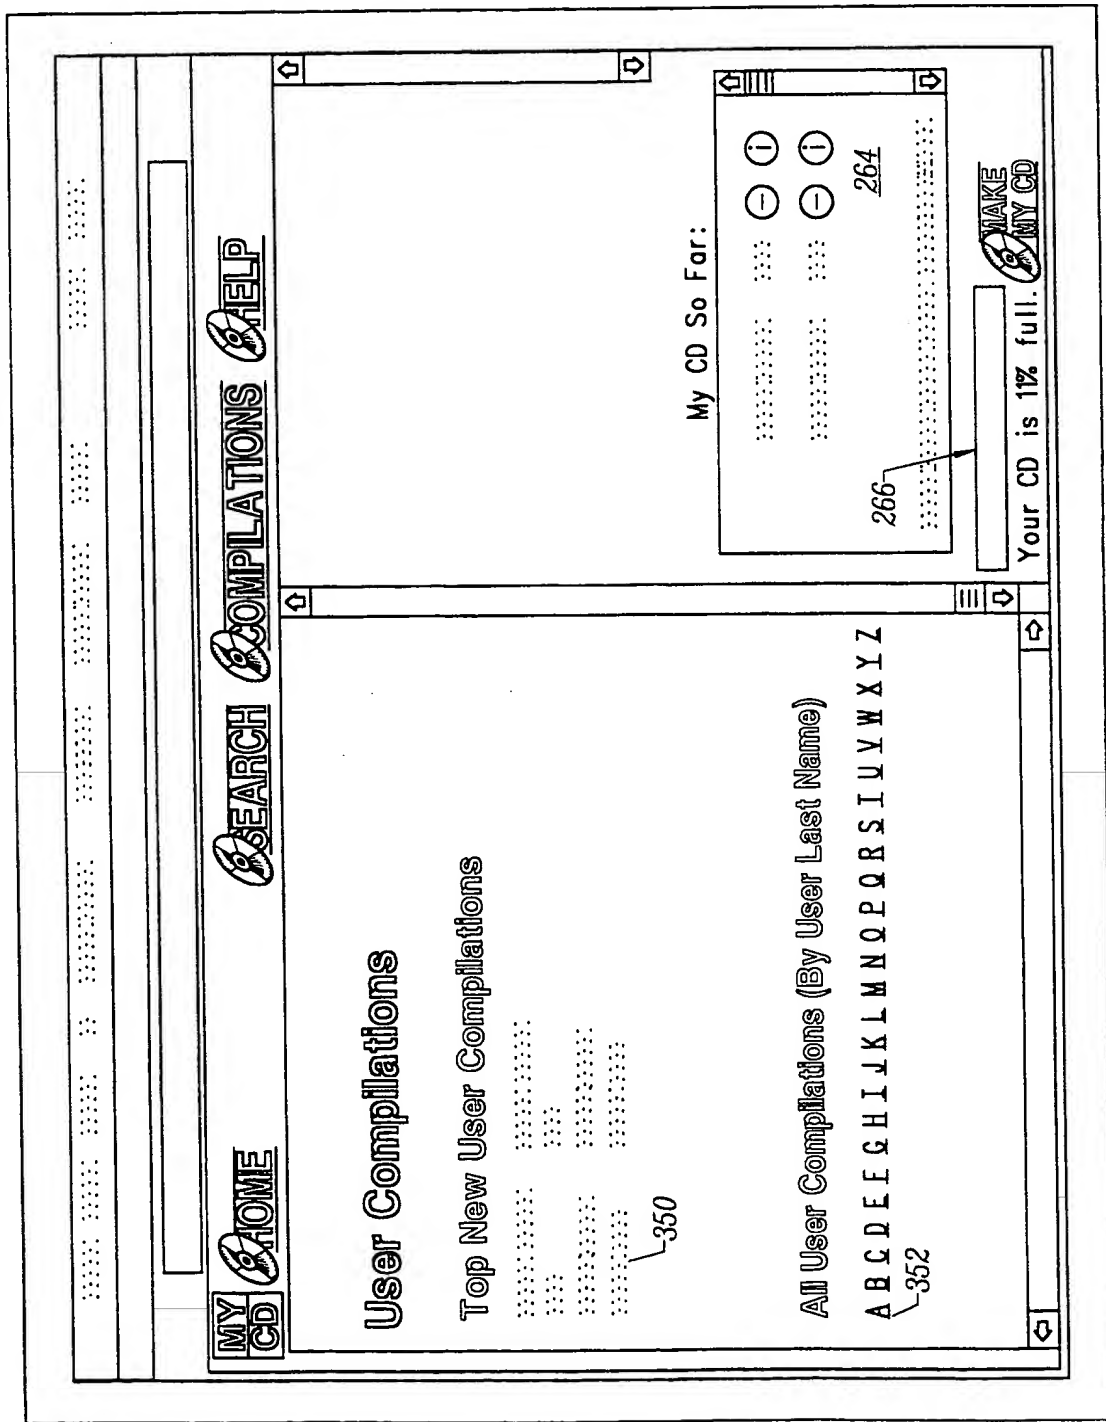 MY CD
HOME SEARCH COMPILATIONS HELP
User Compilations
Top New User Compilations
350
All User Compilations (By User Last Name)
A B C D E F G H I J K L M N O P Q R S T U V W X Y Z
352
My CD So Far:
- i
- i
264
266
Your CD is 11% full.
MAKE
MY CD